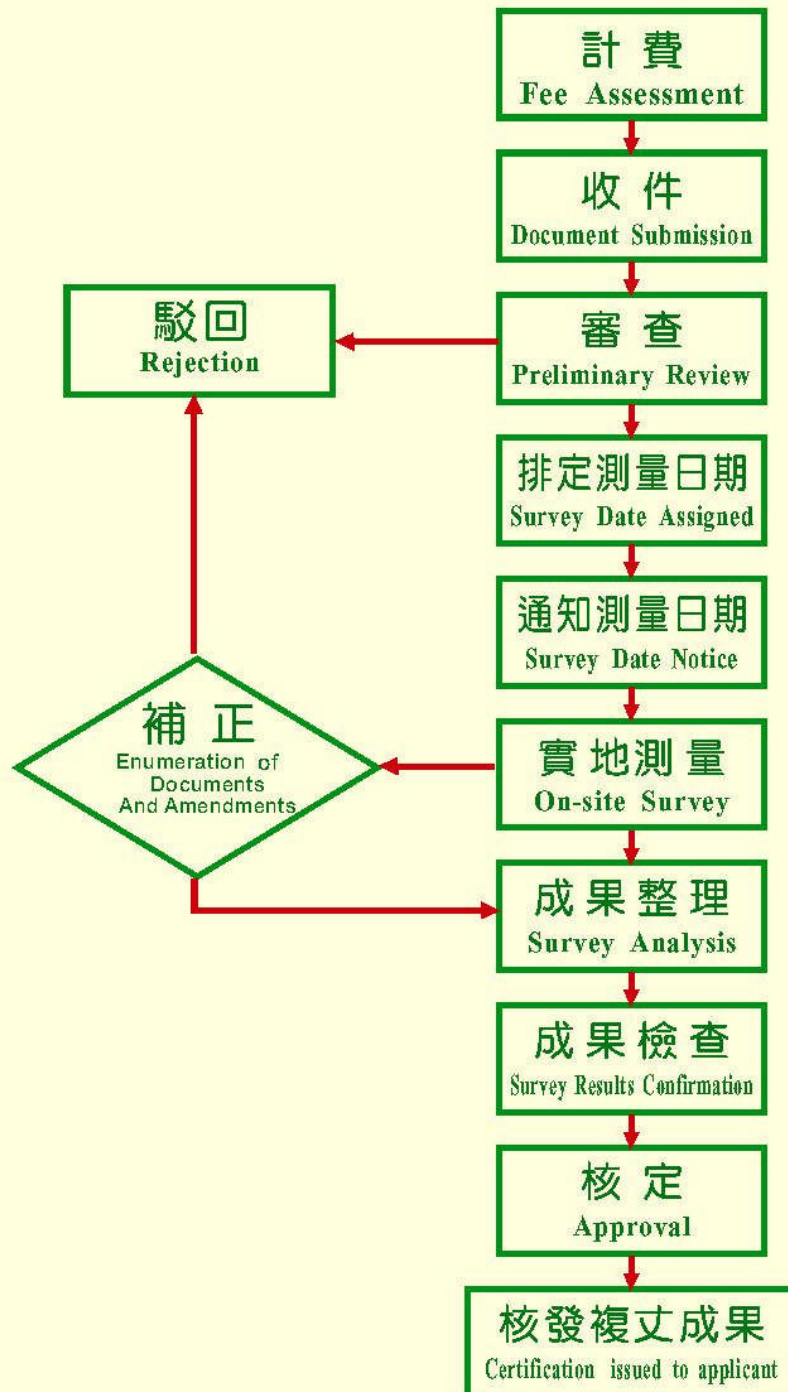 計費
Fee Assessment
收件
Document Submission
審查
Preliminary Review
駁回
Rejection
排定測量日期
Survey Date Assigned
通知測量日期
Survey Date Notice
實地測量
On-site Survey
補正
Enumeration of
Documents
And Amendments
成果整理
Survey Analysis
成果檢查
Survey Results Confirmation
核定
Approval
核發複丈成果
Certification issued to applicant